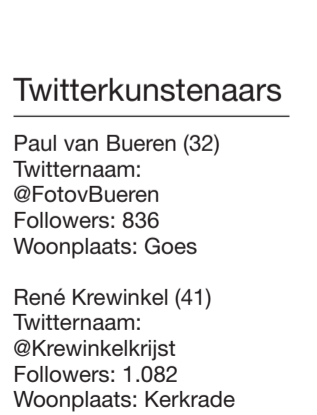 Twitterkunstenaars
Paul van Bueren (32)
Twitternaam:
@FotovBueren
Followers: 836
Woonplaats: Goes
René Krewinkel (41)
Twitternaam:
@Krewinkelkrijst
Followers: 1.082
Woonplaats: Kerkrade